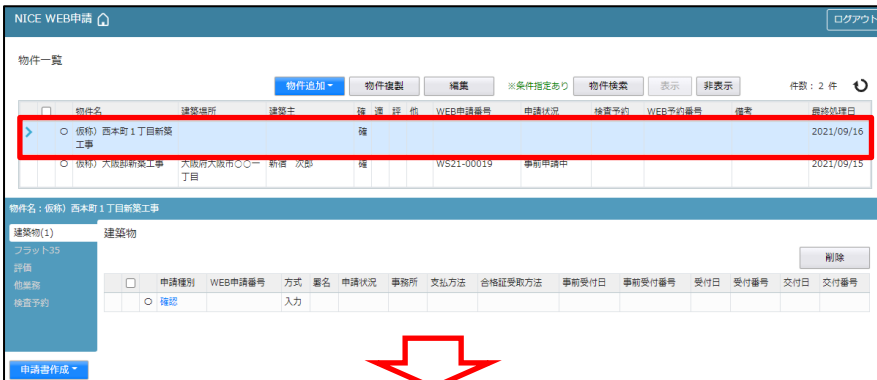 NICE WEB申請 ログアウト
物件一覧
物件追加 物件複製 編集 ※条件指定あり 物件検索 表示 非表示 件数：2 件
物件名 建築場所 建築主 確 適 評 他 WEB申請番号 申請状況 検査予約 WEB予約番号 備考 最終処理日
○ 仮称）西本町１丁目新築 確 2021/09/16
工事
○ 仮称）大阪邸新築工事 大阪府大阪市○○一 新宿 次郎 確 WS21-00019 事前申請中 2021/09/15
丁目
物件名：仮称）西本町１丁目新築工事
建築物(1) 建築物
フラット35
削除
評価
他業務
申請種別 WEB申請番号 方式 署名 申請状況 事務所 支払方法 合格証受取方法 事前受付日 事前受付番号 受付日 受付番号 交付日 交付番号
検査予約
○ 確認 入力
申請書作成